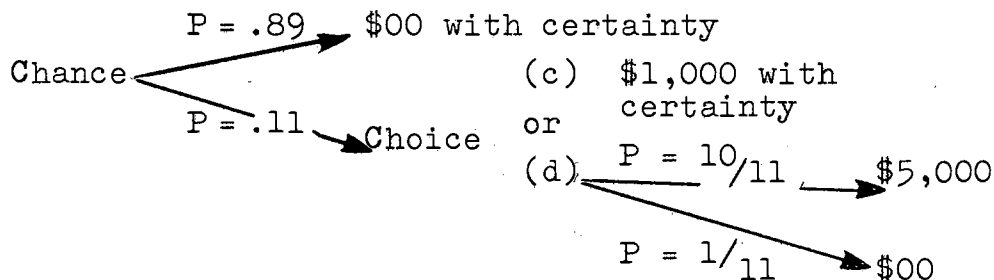 P = .89 $00 with certainty
Chance (c) $1,000 with
certainty
P = .11 Choice or
(d) P = 10/11 $5,000
P = 1/11 $00